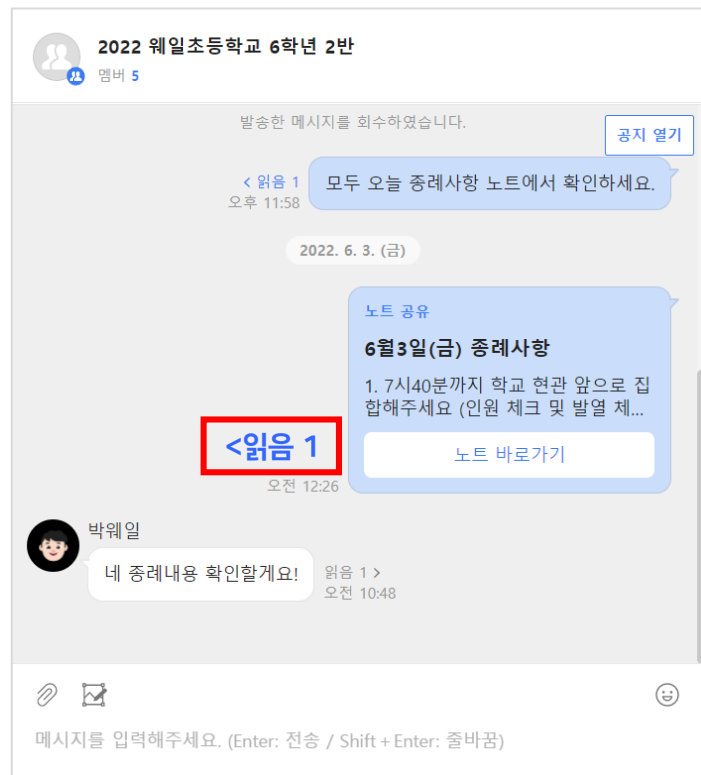 2022 웨일초등학교 6학년 2반
멤버 5
발송한 메시지를 회수하였습니다.
공지 열기
< 읽음 1
오후 11:58
모두 오늘 종례사항 노트에서 확인하세요.
2022. 6. 3. (금)
노트 공유
6월3일(금) 종례사항
1. 7시40분까지 학교 현관 앞으로 집
합해주세요 (인원 체크 및 발열 체...
<읽음 1
노트 바로가기
오전 12:26
박웨일
네 종례내용 확인할게요!
읽음 1 >
오전 10:48
메시지를 입력해주세요. (Enter: 전송 / Shift + Enter: 줄바꿈)